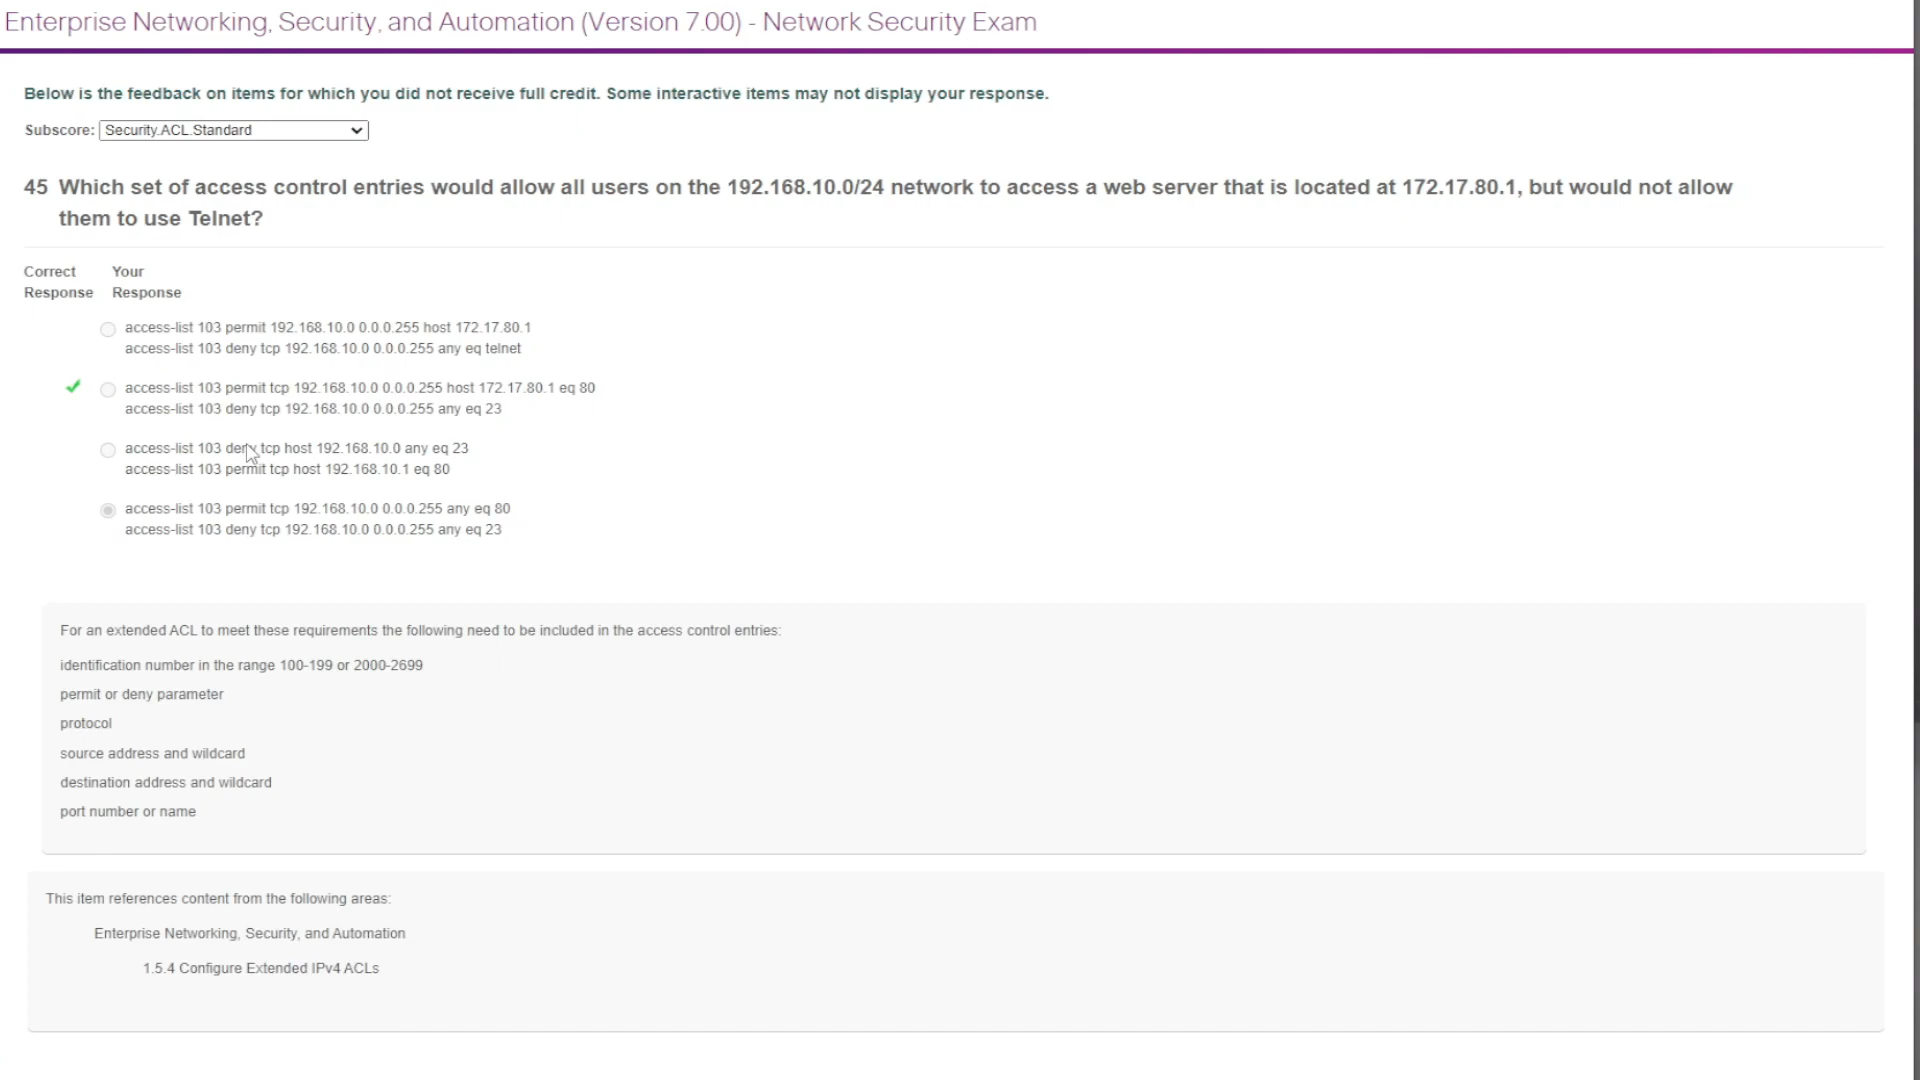 Enterprise Networking, Security, and Automation (Version 7.00) - Network Security Exam
Below is the feedback on items for which you did not receive full credit. Some interactive items may not display your response.
Subscore: Security.ACL.Standard
45 Which set of access control entries would allow all users on the 192.168.10.0/24 network to access a web server that is located at 172.17.80.1, but would not allow
them to use Telnet?
Correct Your
Response Response
access-list 103 permit 192.168.10.0 0.0.0.255 host 172.17.80.1
access-list 103 deny tcp 192.168.10.0 0.0.0.255 any eq telnet
access-list 103 permit tcp 192.168.10.0 0.0.0.255 host 172.17.80.1 eq 80
access-list 103 deny tcp 192.168.10.0 0.0.0.255 any eq 23
access-list 103 deny tcp host 192.168.10.0 any eq 23
access-list 103 permit tcp host 192.168.10.1 eq 80
access-list 103 permit tcp 192.168.10.0 0.0.0.255 any eq 80
access-list 103 deny tcp 192.168.10.0 0.0.0.255 any eq 23
For an extended ACL to meet these requirements the following need to be included in the access control entries:
identification number in the range 100-199 or 2000-2699
permit or deny parameter
protocol
source address and wildcard
destination address and wildcard
port number or name
This item references content from the following areas:
Enterprise Networking, Security, and Automation
1.5.4 Configure Extended IPv4 ACLs